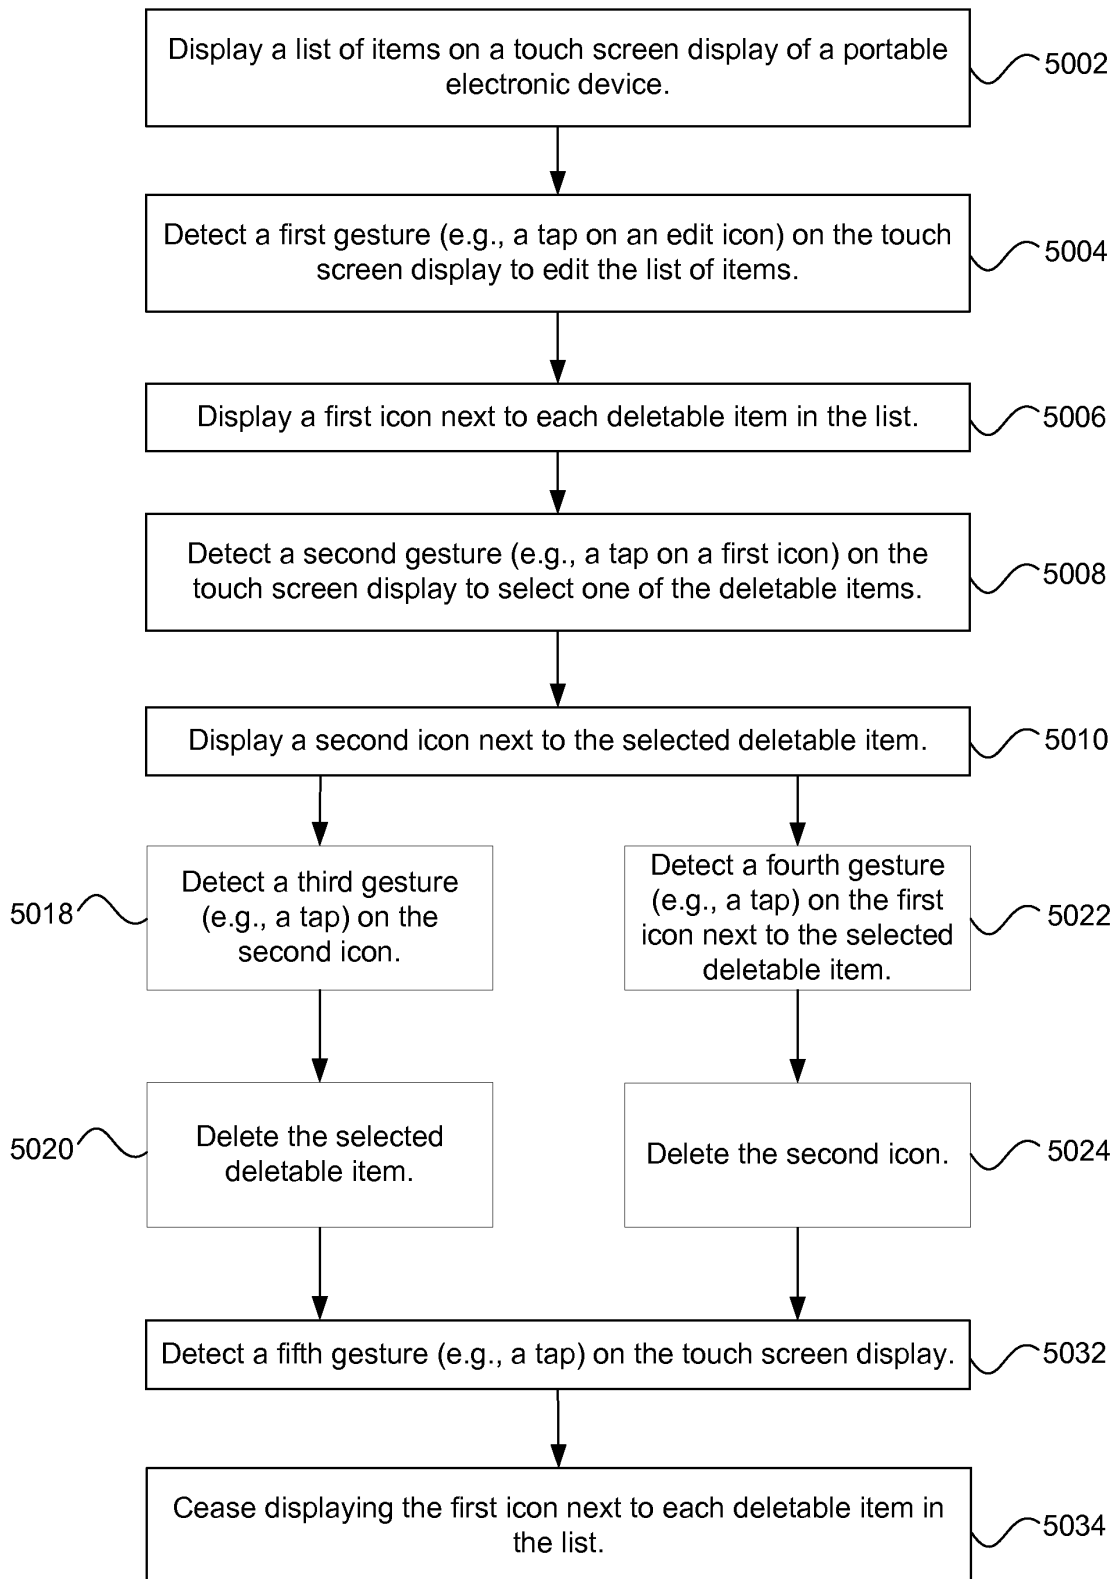 Display a list of items on a touch screen display of a portable
electronic device.
5002
Detect a first gesture (e.g., a tap on an edit icon) on the touch
screen display to edit the list of items.
5004
Display a first icon next to each deletable item in the list.
5006
Detect a second gesture (e.g., a tap on a first icon) on the
touch screen display to select one of the deletable items.
5008
Display a second icon next to the selected deletable item.
5010
5018
Detect a third gesture
(e.g., a tap) on the
second icon.
Detect a fourth gesture
(e.g., a tap) on the first
icon next to the selected
deletable item.
5022
5020
Delete the selected
deletable item.
Delete the second icon.
5024
Detect a fifth gesture (e.g., a tap) on the touch screen display.
5032
Cease displaying the first icon next to each deletable item in
the list.
5034